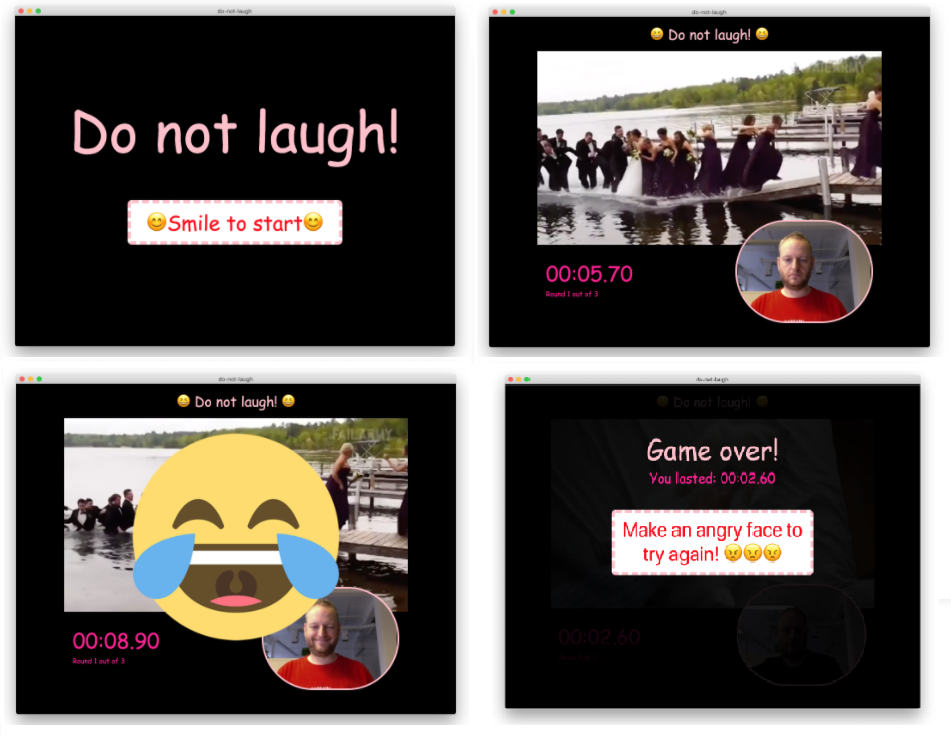 do-not-laugh
Do not laugh!
😊Smile to start😊
do-not-laugh
😄 Do not laugh! 😄
FAILARMY
00:05.70
Round 1 out of 3
do-not-laugh
😄 Do not laugh! 😄
FAILARMY
00:08.90
Round 1 out of 3
do-not-laugh
Do not laugh!
Game over!
You lasted: 00:02.60
Make an angry face to
try again! 😠😠😠
00:02.60